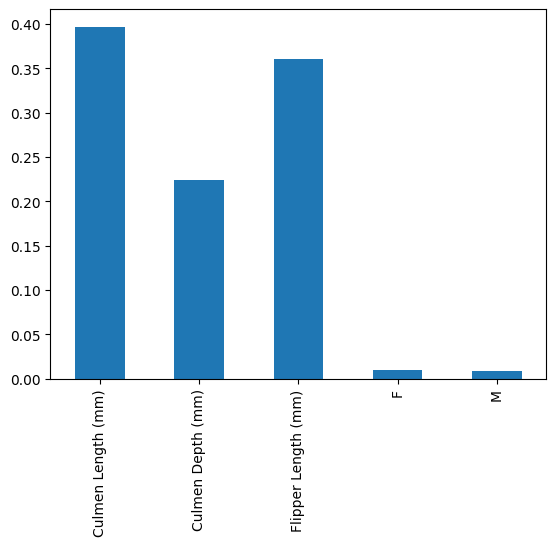 0.40
0.35
0.30
0.25
0.20
0.15
0.10
0.05
0.00
Culmen Length (mm)
Culmen Depth (mm)
Flipper Length (mm)
F
M